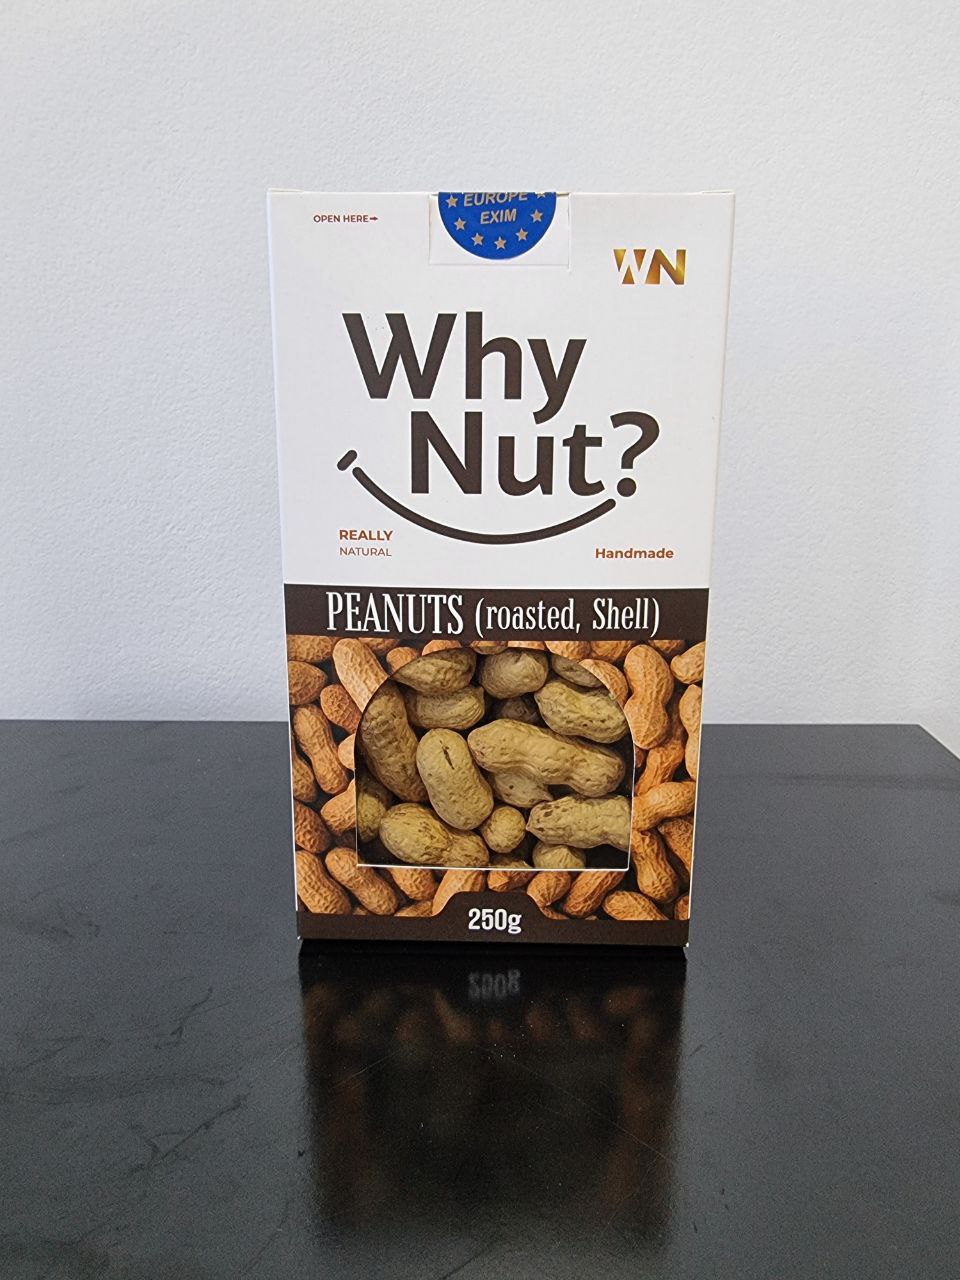 EUROPE
EXIM
OPEN HERE
WN
Why
Nut?
REALLY
NATURAL
Handmade
PEANUTS (roasted, Shell)
250g